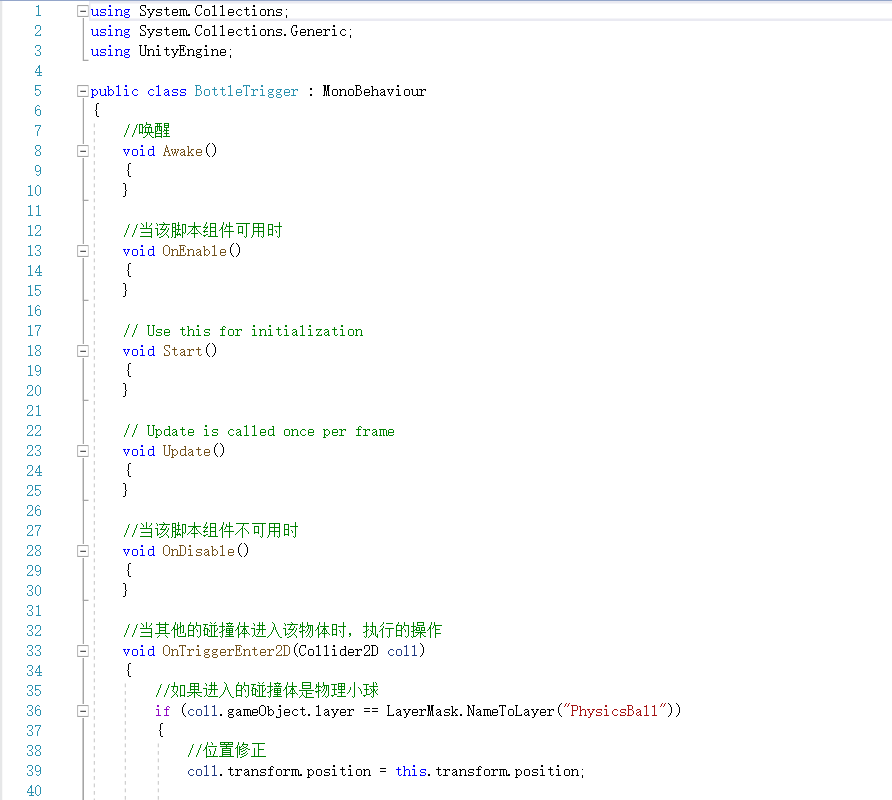 1 using System.Collections;
2 using System.Collections.Generic;
3 using UnityEngine;
4
5 public class BottleTrigger : MonoBehaviour
6 {
7 //唤醒
8 void Awake()
9 {
10 }
11
12 //当该脚本组件可用时
13 void OnEnable()
14 {
15 }
16
17 // Use this for initialization
18 void Start()
19 {
20 }
21
22 // Update is called once per frame
23 void Update()
24 {
25 }
26
27 //当该脚本组件不可用时
28 void OnDisable()
29 {
30 }
31
32 //当其他的碰撞体进入该物体时，执行的操作
33 void OnTriggerEnter2D(Collider2D coll)
34 {
35 //如果进入的碰撞体是物理小球
36 if (coll.gameObject.layer == LayerMask.NameToLayer("PhysicsBall"))
37 {
38 //位置修正
39 coll.transform.position = this.transform.position;
40